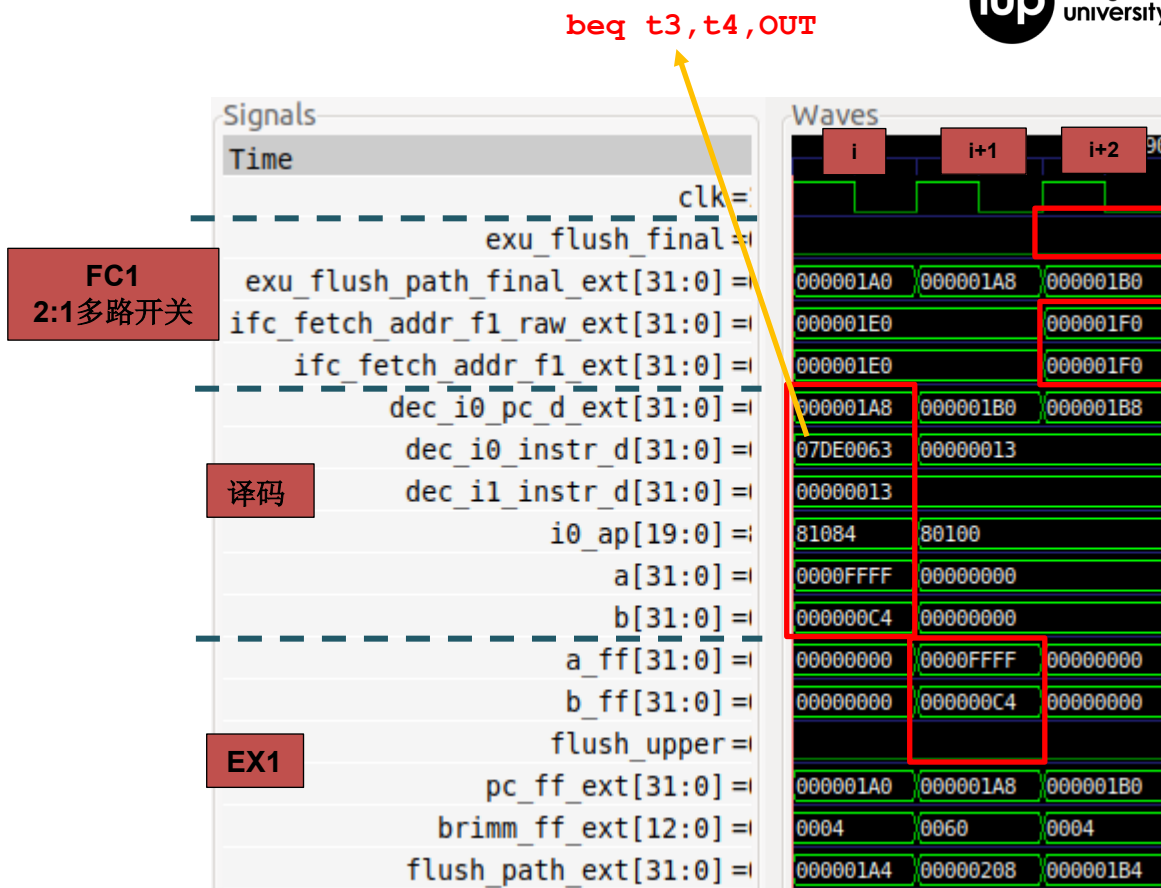 iup
university
beq t3,t4,OUT
Signals
Waves
Time
i
i+1
i+2
90
clk=
exu_flush_final=
FC1
2:1多路开关
exu_flush_path_final_ext[31:0]=
000001A0 000001A8 000001B0
ifc_fetch_addr_f1_raw_ext[31:0]=
000001E0 000001F0
ifc_fetch_addr_f1_ext[31:0]=
000001E0 000001F0
译码
dec_i0_pc_d_ext[31:0]=
000001A8 000001B0 000001B8
dec_i0_instr_d[31:0]=
07DE0063 00000013
dec_i1_instr_d[31:0]=
00000013
i0_ap[19:0]=
81084 80100
a[31:0]=
0000FFFF 00000000
b[31:0]=
000000C4 00000000
EX1
a_ff[31:0]=
00000000 0000FFFF 00000000
b_ff[31:0]=
00000000 000000C4 00000000
flush_upper=
pc_ff_ext[31:0]=
000001A0 000001A8 000001B0
brimm_ff_ext[12:0]=
0004 0060 0004
flush_path_ext[31:0]=
000001A4 00000208 000001B4